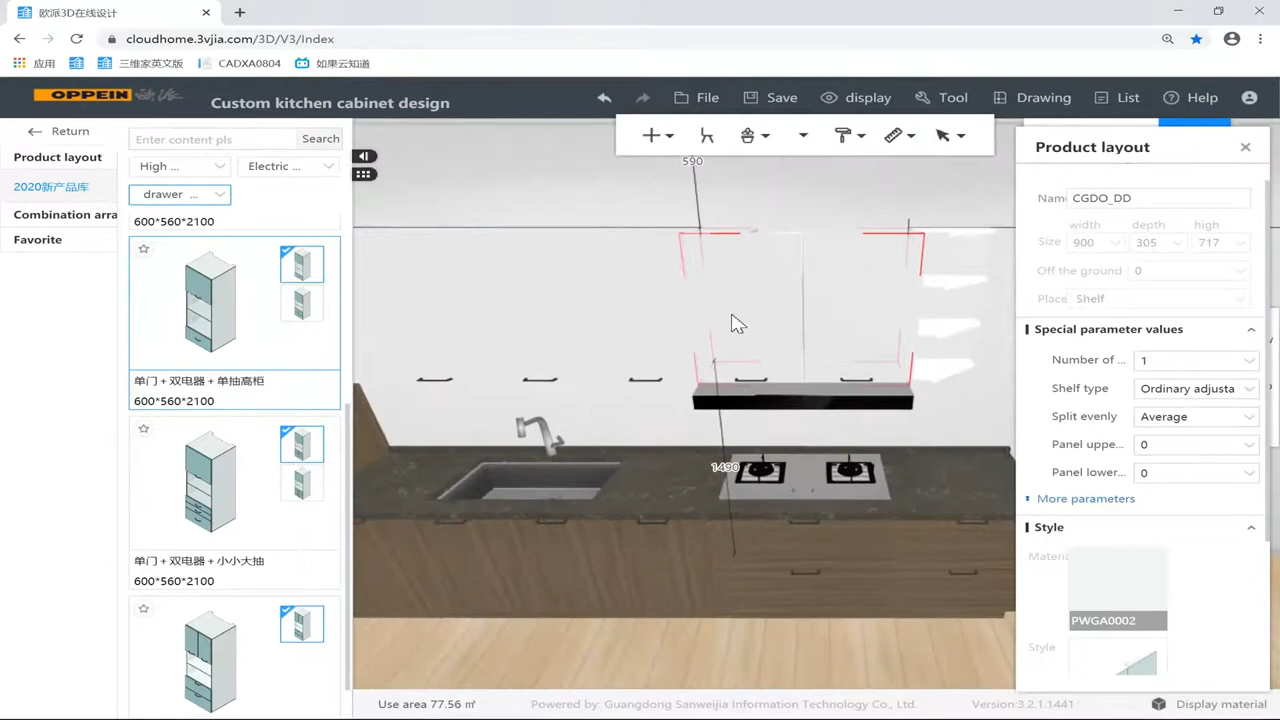 欧派3D在线设计
cloudhome.3vjia.com/3D/V3/Index
应用
三维家英文版
CADXA0804
如果云知道
OPPEIN
Custom kitchen cabinet design
File
Save
display
Tool
Drawing
List
Help
Return
Product layout
2020新产品库
Combination arra
Favorite
Enter content pls
Search
High ...
Electric ...
drawer ...
600*560*2100
单门 + 双电器 + 单抽高柜
600*560*2100
单门 + 双电器 + 小小大抽
600*560*2100
590
1490
Product layout
Name
CGDO_DD
width
depth
high
Size
900
305
717
Off the ground
0
Place
Shelf
Special parameter values
Number of ...
1
Shelf type
Ordinary adjusta
Split evenly
Average
Panel uppe...
0
Panel lower...
0
More parameters
Style
Materi
PWGA0002
Style
Use area 77.56 ㎡
Powered by: Guangdong Sanweijia Information Technology Co., Ltd.
Version:3.2.1.1441
Display material